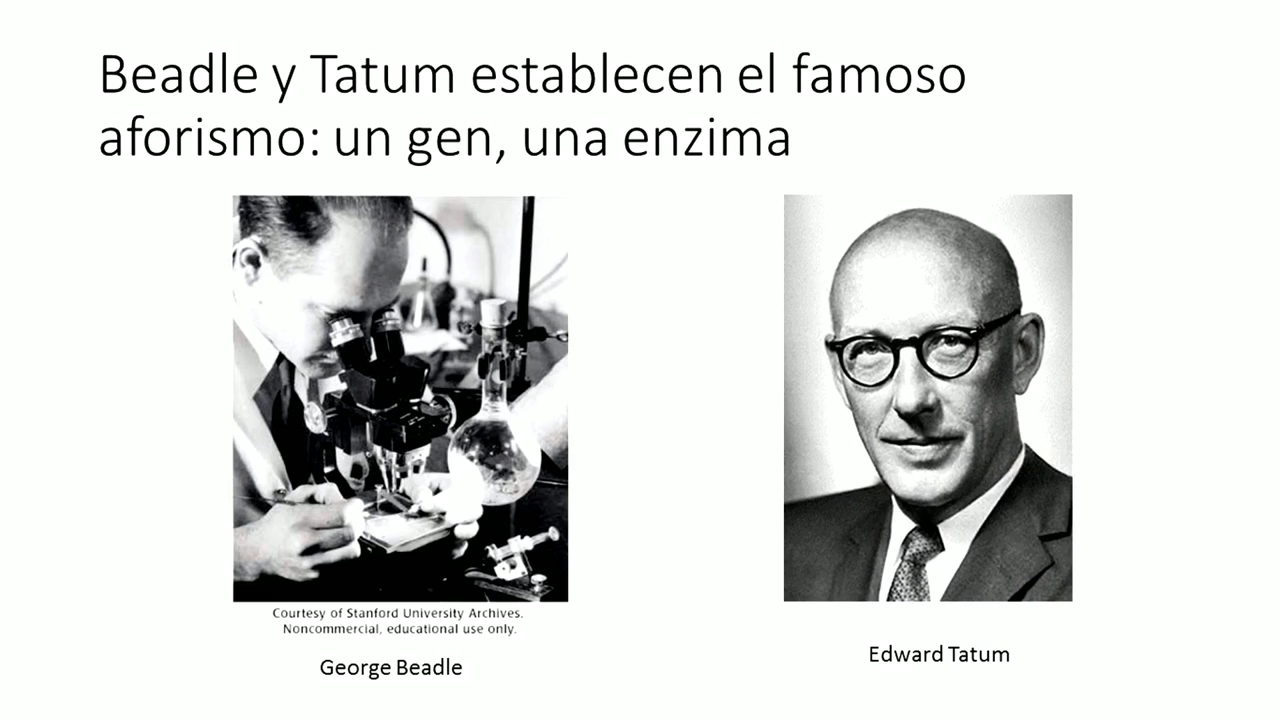 Beadle y Tatum establecen el famoso
aforismo: un gen, una enzima
Courtesy of Stanford University Archives.
Noncommercial, educational use only.
George Beadle
Edward Tatum